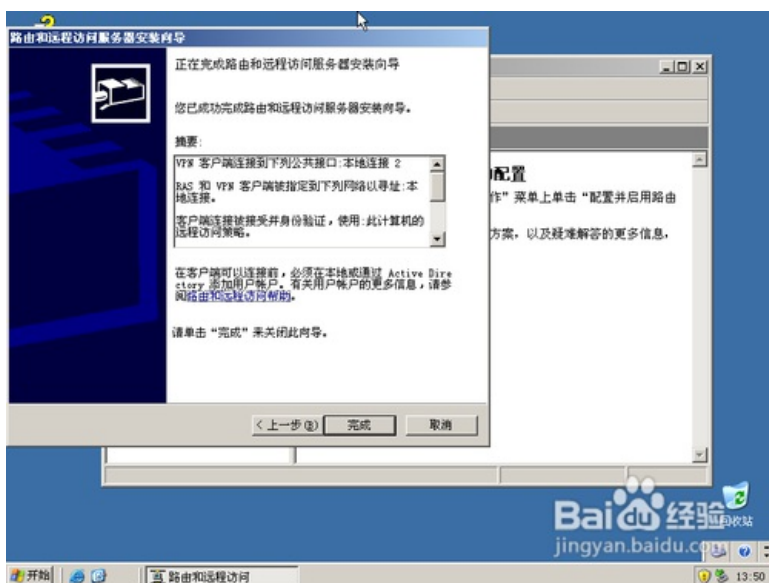 路由和远程访问服务器安装向导
正在完成路由和远程访问服务器安装向导
您已成功完成路由和远程访问服务器安装向导。
摘要:
VPN 客户端连接到下列公共接口:本地连接 2
RAS 和 VPN 客户端被指定到下列网络以寻址:本
地连接。
客户端连接被接受并身份验证，使用:此计算机的
远程访问策略。
在客户端可以连接前，必须在本地或通过 Active Dire
ctory 添加用户帐户。有关用户帐户的更多信息，请参
阅路由和远程访问帮助。
请单击“完成”来关闭此向导。
< 上一步(B)
完成
取消
配置
作”菜单上单击“配置并启用路由
方案，以及疑难解答的更多信息，
回收站
Baidu 经验
jingyan.baidu.com
开始
路由和远程访问
13:50